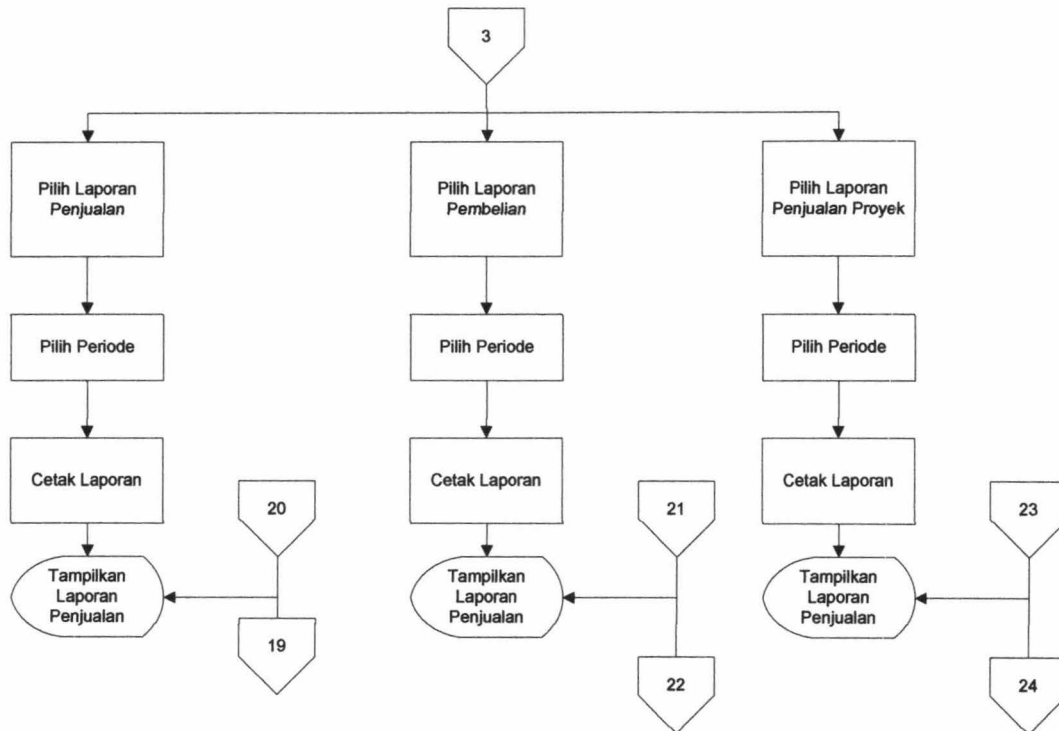 3
Pilih Laporan
Penjualan
Pilih Laporan
Pembelian
Pilih Laporan
Penjualan Proyek
Pilih Periode
Pilih Periode
Pilih Periode
Cetak Laporan
Cetak Laporan
Cetak Laporan
20
21
23
Tampilkan
Laporan
Penjualan
Tampilkan
Laporan
Penjualan
Tampilkan
Laporan
Penjualan
19
22
24